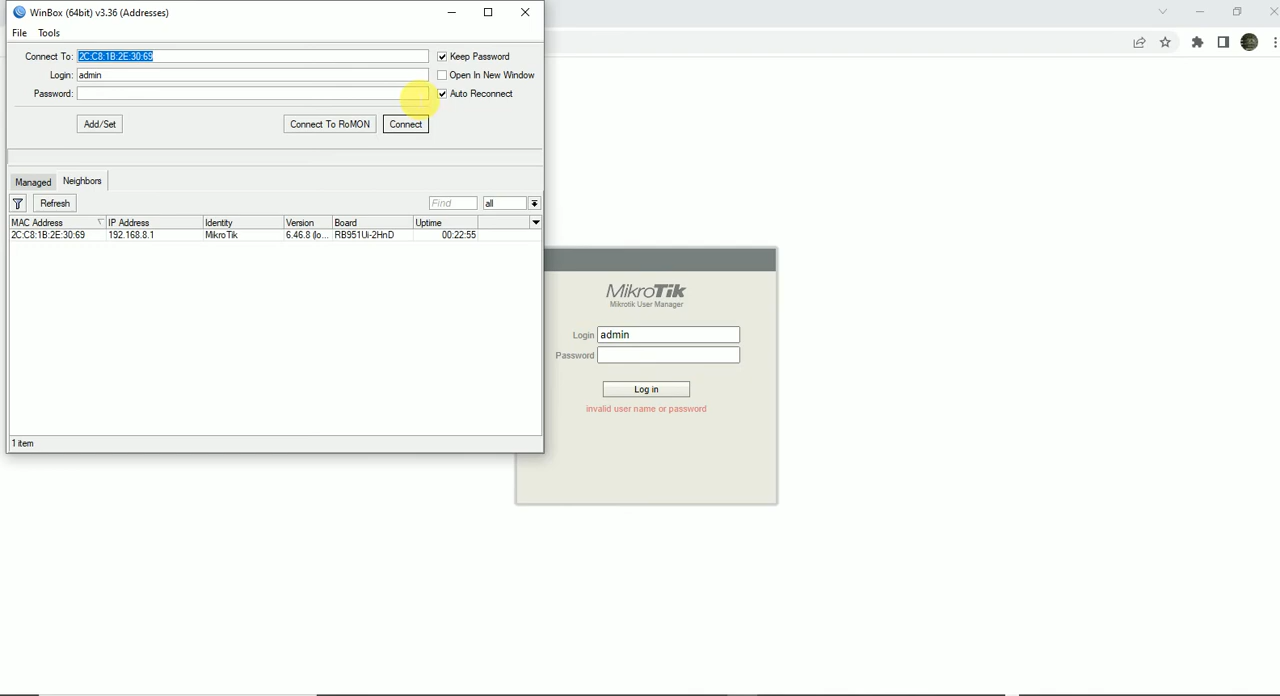 WinBox (64bit) v3.36 (Addresses)
File Tools
Connect To: 2C:C8:1B:2E:30:69
Keep Password
Login: admin
Open In New Window
Password:
Auto Reconnect
Add/Set
Connect To RoMON
Connect
Managed
Neighbors
Refresh
Find
all
MAC Address IP Address Identity Version Board Uptime
2C:C8:1B:2E:30:69 192.168.8.1 MikroTik 6.46.8 (lo... RB951Ui-2HnD 00:22:55
1 item
MikroTik
Mikrotik User Manager
Login admin
Password
Log in
invalid user name or password